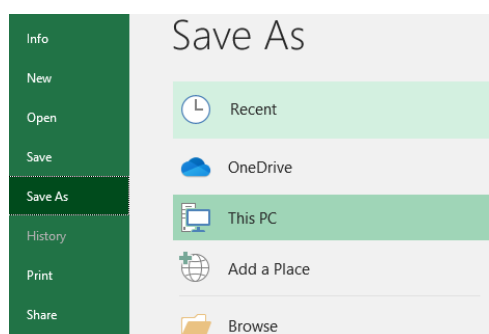 Info
New
Open
Save
Save As
History
Print
Share
Save As
Recent
OneDrive
This PC
Add a Place
Browse